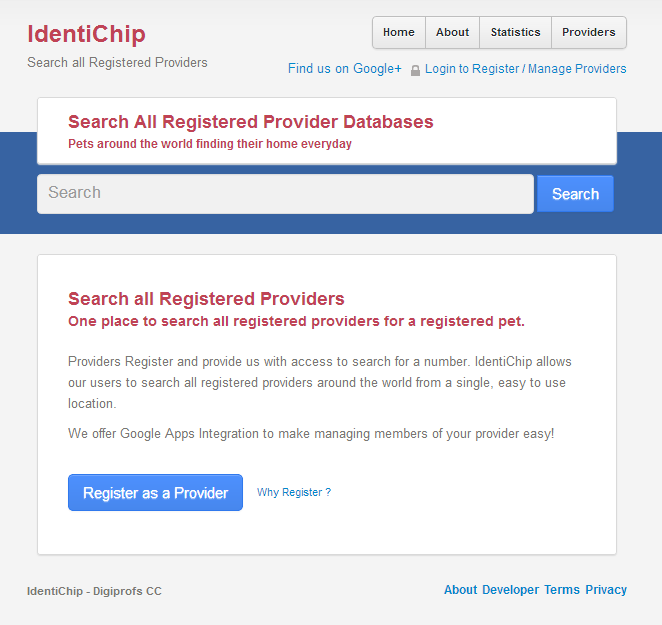 IdentiChip
Search all Registered Providers
Home About Statistics Providers
Find us on Google+ Login to Register / Manage Providers
Search All Registered Provider Databases
Pets around the world finding their home everyday
Search Search
Search all Registered Providers
One place to search all registered providers for a registered pet.
Providers Register and provide us with access to search for a number. IdentiChip allows
our users to search all registered providers around the world from a single, easy to use
location.
We offer Google Apps Integration to make managing members of your provider easy!
Register as a Provider Why Register ?
IdentiChip - Digiprofs CC About Developer Terms Privacy